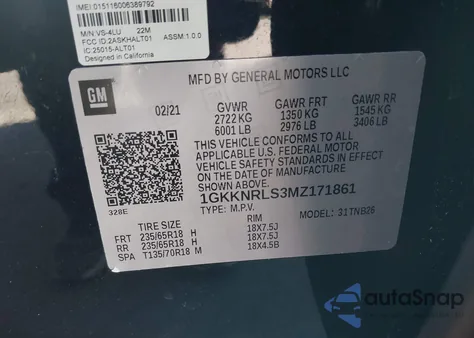 IMEI 015116006389792
M/N: VS-4LU 22M
FCC ID: 2ASKHALT01 ASSM:1.0.0
IC: 25015-ALT01
Designed in California
MFD BY GENERAL MOTORS LLC
GM
02/21 GVWR GAWR FRT GAWR RR
2722 KG 1350 KG 1545 KG
6001 LB 2976 LB 3406 LB
THIS VEHICLE CONFORMS TO ALL
APPLICABLE U.S. FEDERAL MOTOR
VEHICLE SAFETY STANDARDS IN EFFECT
ON THE DATE OF MANUFACTURE SHOWN ABOVE.
1GKKNRLS3MZ171861
328E TYPE: M.P.V. MODEL: 31TNB26
TIRE SIZE RIM
FRT 235/65R18 H 18X7.5J
RR 235/65R18 H 18X7.5J
SPA T135/70R18 M 18X4.5B
autoSnap